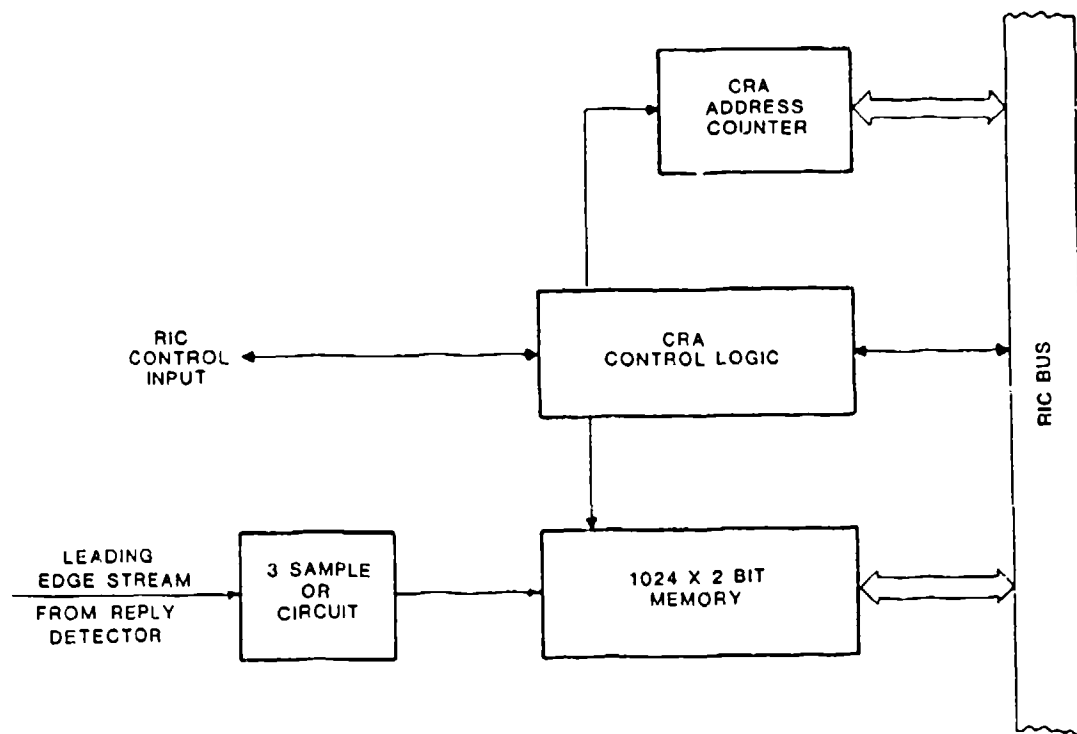 CRA
ADDRESS
COUNTER
RIC
CONTROL
INPUT
CRA
CONTROL LOGIC
RIC BUS
LEADING
EDGE STREAM
FROM REPLY
DETECTOR
3 SAMPLE
OR
CIRCUIT
1024 X 2 BIT
MEMORY